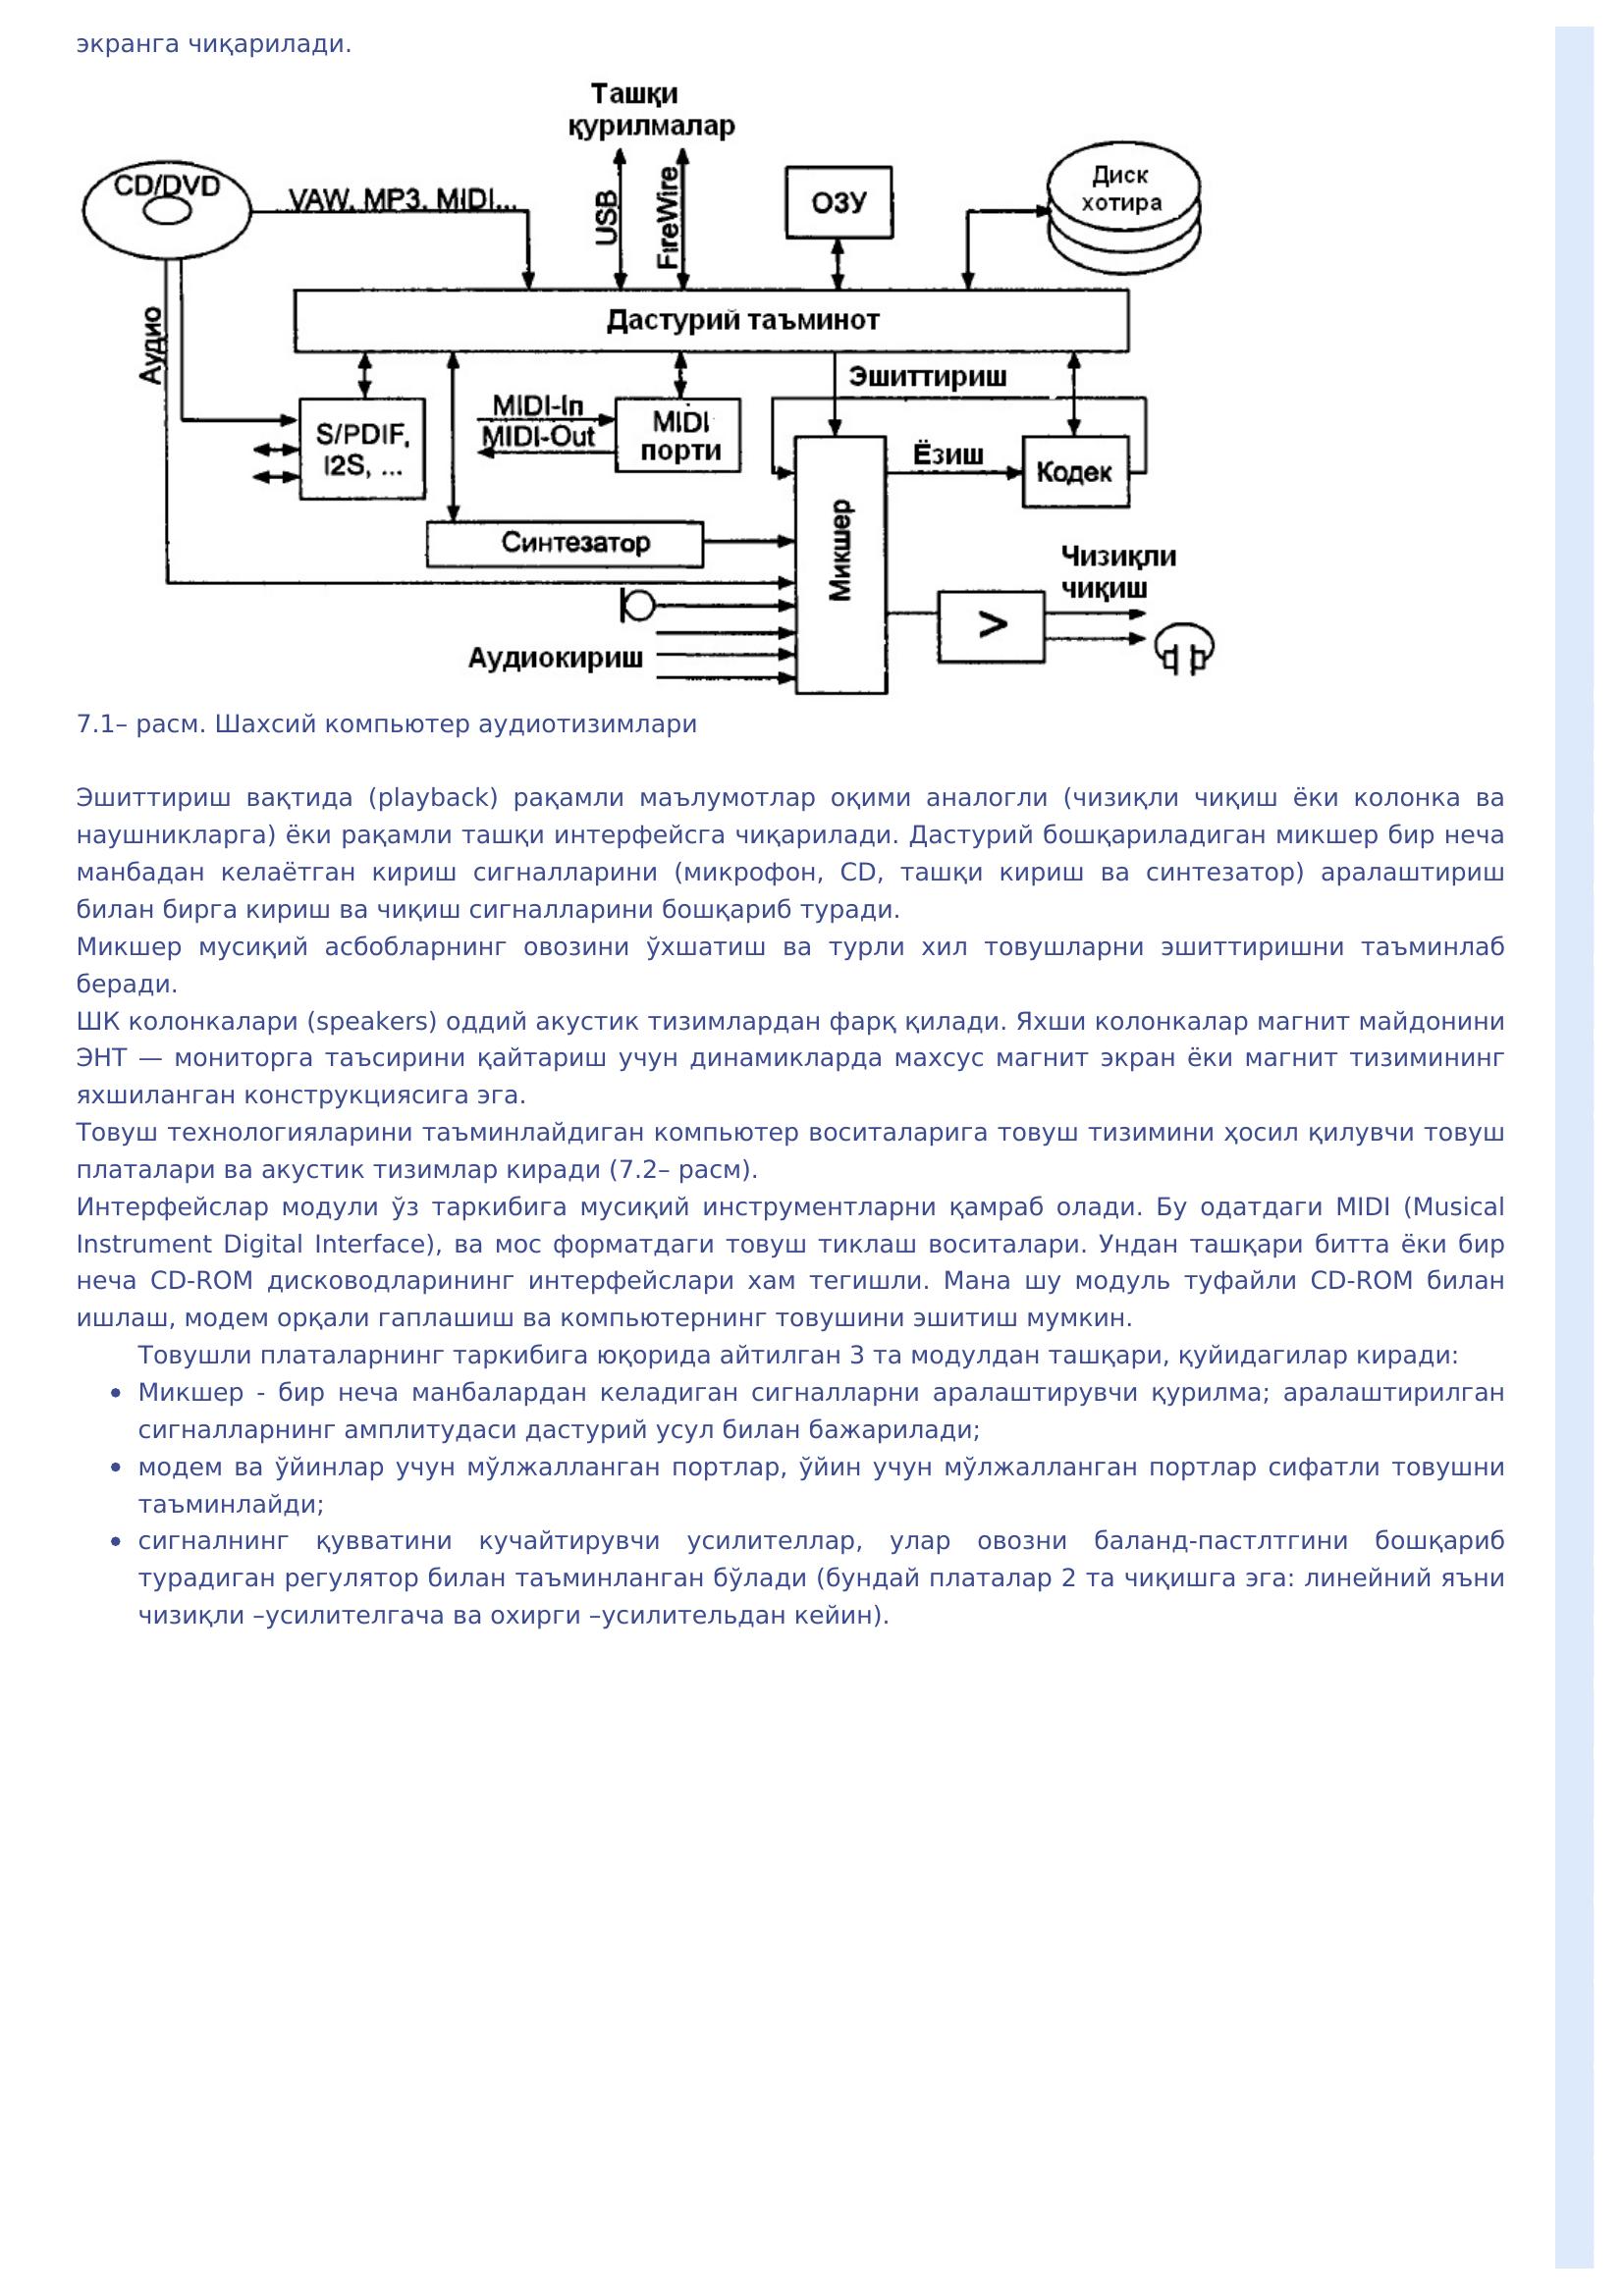 экранга чиқарилади.
Ташқи
қурилмалар
CD/DVD
VAW, MP3, MIDI...
USB
FireWire
ОЗУ
Диск
хотира
Аудио
Дастурий таъминот
Эшиттириш
S/PDIF,
I2S, ...
MIDI-In
MIDI-Out
MIDI
порти
Ёзиш
Кодек
Микшер
Синтезатор
Чизиқли
чиқиш
>
Аудиокириш
7.1– расм. Шахсий компьютер аудиотизимлари
Эшиттириш вақтида (playback) рақамли маълумотлар оқими аналогли (чизиқли чиқиш ёки колонка ва
наушникларга) ёки рақамли ташқи интерфейсга чиқарилади. Дастурий бошқариладиган микшер бир неча
манбадан келаётган кириш сигналларини (микрофон, CD, ташқи кириш ва синтезатор) аралаштириш
билан бирга кириш ва чиқиш сигналларини бошқариб туради.
Микшер мусиқий асбобларнинг овозини ўхшатиш ва турли хил товушларни эшиттиришни таъминлаб
беради.
ШК колонкалари (speakers) оддий акустик тизимлардан фарқ қилади. Яхши колонкалар магнит майдонини
ЭНТ — мониторга таъсирини қайтариш учун динамикларда махсус магнит экран ёки магнит тизимининг
яхшиланган конструкциясига эга.
Товуш технологияларини таъминлайдиган компьютер воситаларига товуш тизимини ҳосил қилувчи товуш
платалари ва акустик тизимлар киради (7.2– расм).
Интерфейслар модули ўз таркибига мусиқий инструментларни қамраб олади. Бу одатдаги MIDI (Musical
Instrument Digital Interface), ва мос форматдаги товуш тиклаш воситалари. Ундан ташқари битта ёки бир
неча CD-ROM дисководларининг интерфейслари хам тегишли. Мана шу модуль туфайли CD-ROM билан
ишлаш, модем орқали гаплашиш ва компьютернинг товушини эшитиш мумкин.
Товушли платаларнинг таркибига юқорида айтилган 3 та модулдан ташқари, қуйидагилар киради:
• Микшер - бир неча манбалардан келадиган сигналларни аралаштирувчи қурилма; аралаштирилган
сигналларнинг амплитудаси дастурий усул билан бажарилади;
• модем ва ўйинлар учун мўлжалланган портлар, ўйин учун мўлжалланган портлар сифатли товушни
таъминлайди;
• сигналнинг қувватини кучайтирувчи усилителлар, улар овозни баланд-пастлтгини бошқариб
турадиган регулятор билан таъминланган бўлади (бундай платалар 2 та чиқишга эга: линейний яъни
чизиқли –усилителгача ва охирги –усилительдан кейин).